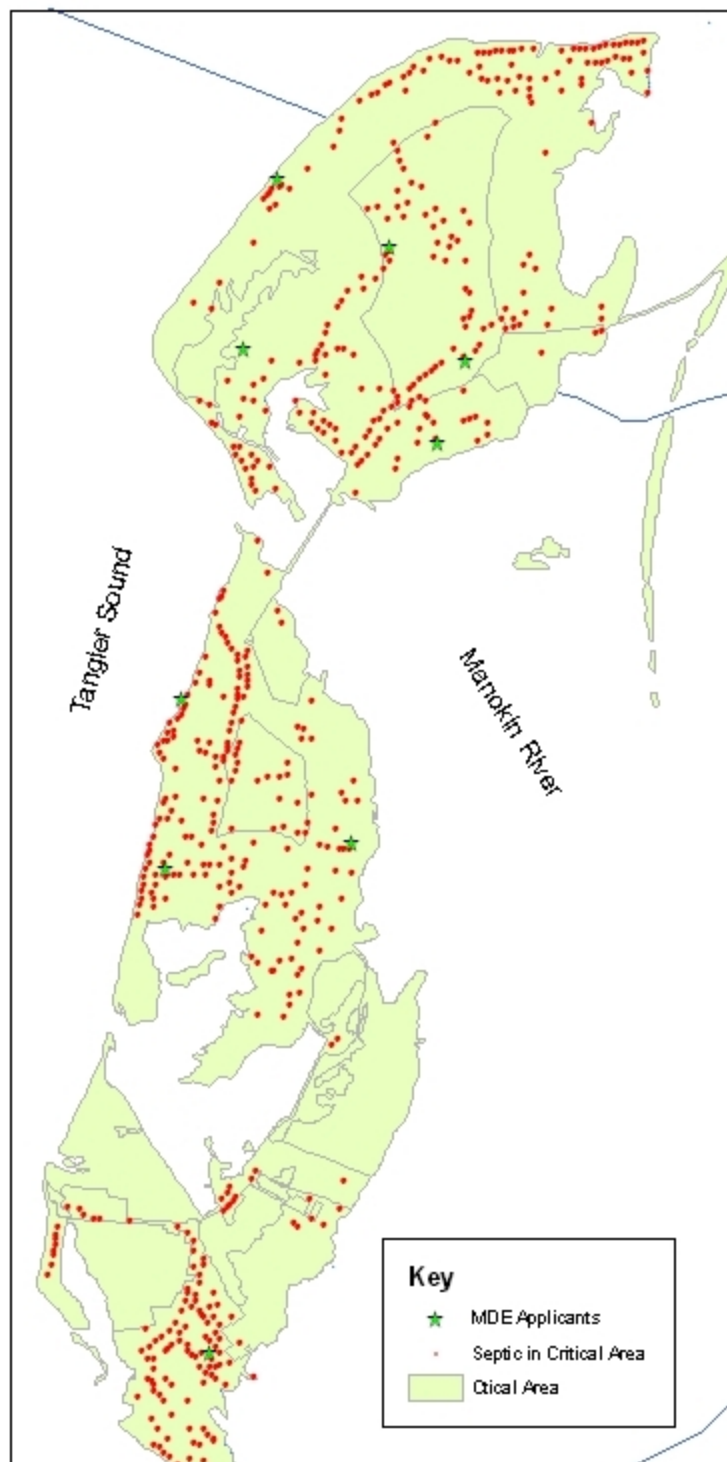 Tangier Sound
Manokin River
Key
MDE Applicants
Septic in Critical Area
Ctical Area